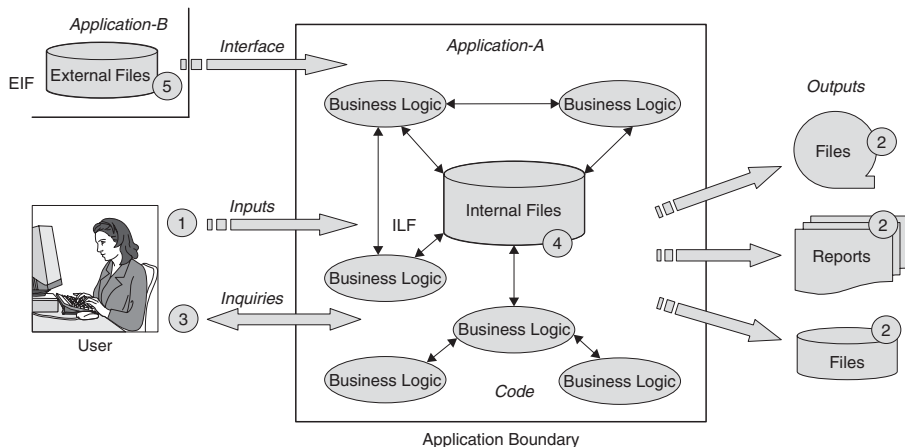 Application-B
EIF
External Files
5
Interface
Application-A
Business Logic
Business Logic
Outputs
Files
2
1
Inputs
ILF
Internal Files
4
Reports
2
Business Logic
User
3
Inquiries
Business Logic
Business Logic
Business Logic
Code
Files
2
Application Boundary